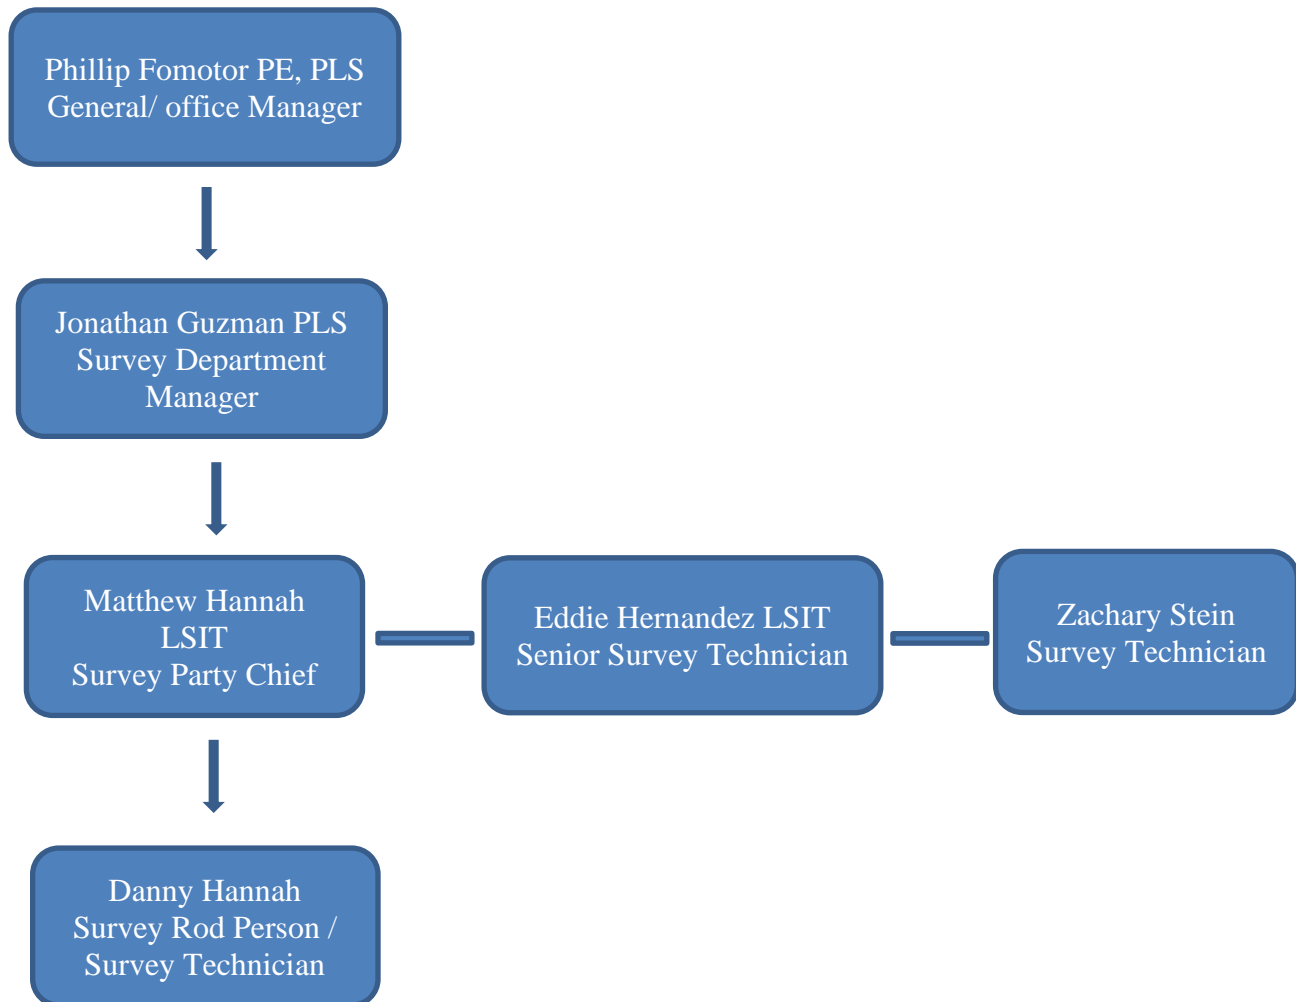 Phillip Fomotor PE, PLS
General/ office Manager
Jonathan Guzman PLS
Survey Department
Manager
Matthew Hannah
LSIT
Survey Party Chief
Eddie Hernandez LSIT
Senior Survey Technician
Zachary Stein
Survey Technician
Danny Hannah
Survey Rod Person /
Survey Technician